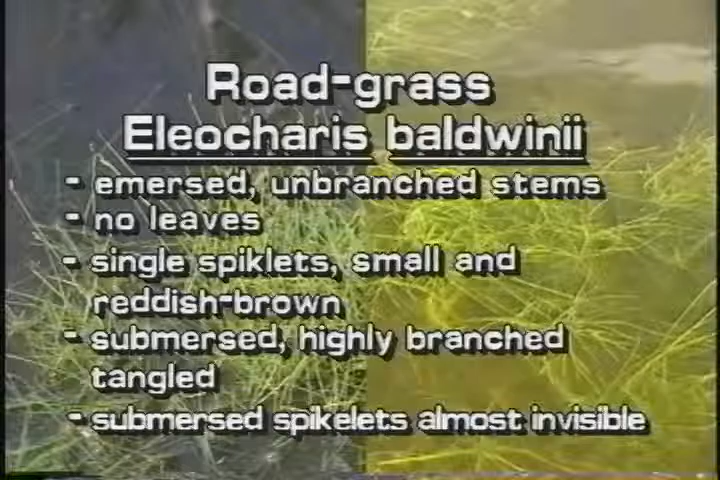 Road-grass
Eleocharis baldwinii
- emersed, unbranched stems
- no leaves
- single spiklets, small and
reddish-brown
- submersed, highly branched
tangled
- submersed spikelets almost invisible